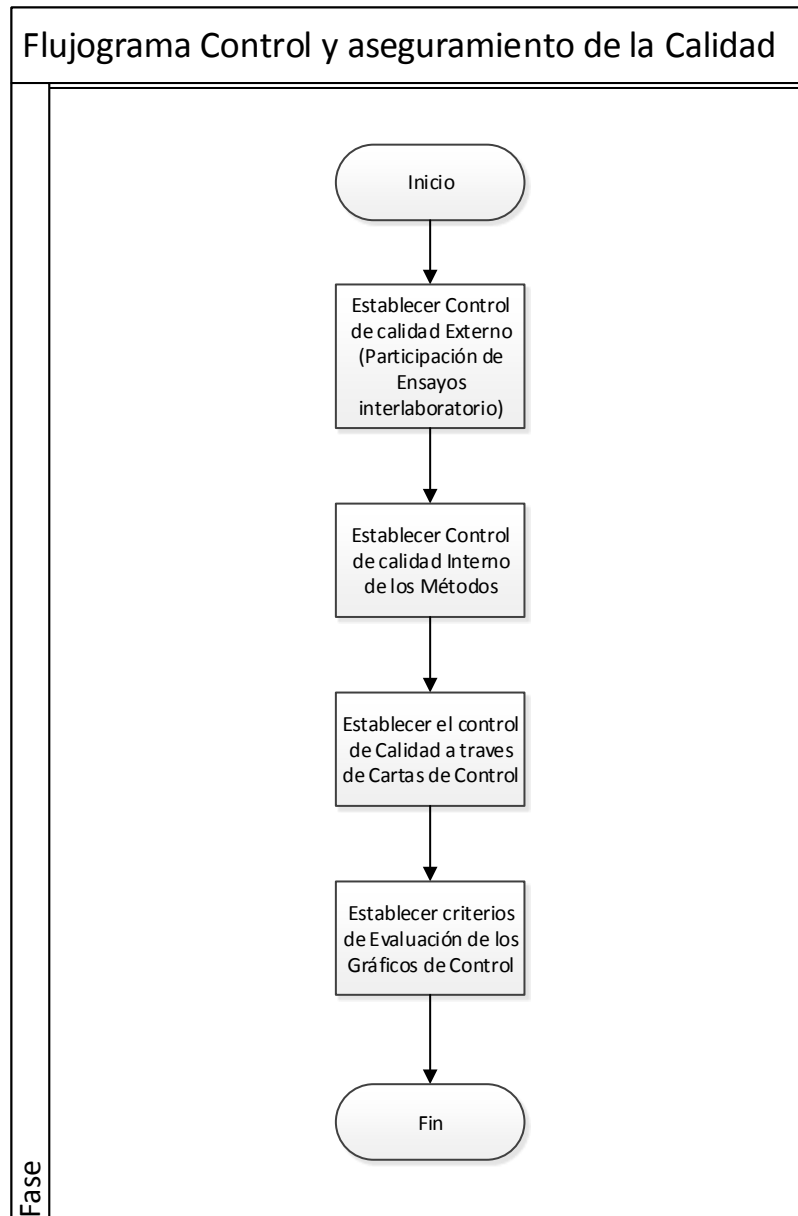 Flujograma Control y aseguramiento de la Calidad
Inicio
Establecer Control
de calidad Externo
(Participación de
Ensayos
interlaboratorio)
Establecer Control
de calidad Interno
de los Métodos
Establecer el control
de Calidad a traves
de Cartas de Control
Establecer criterios
de Evaluación de los
Gráficos de Control
Fin
Fase